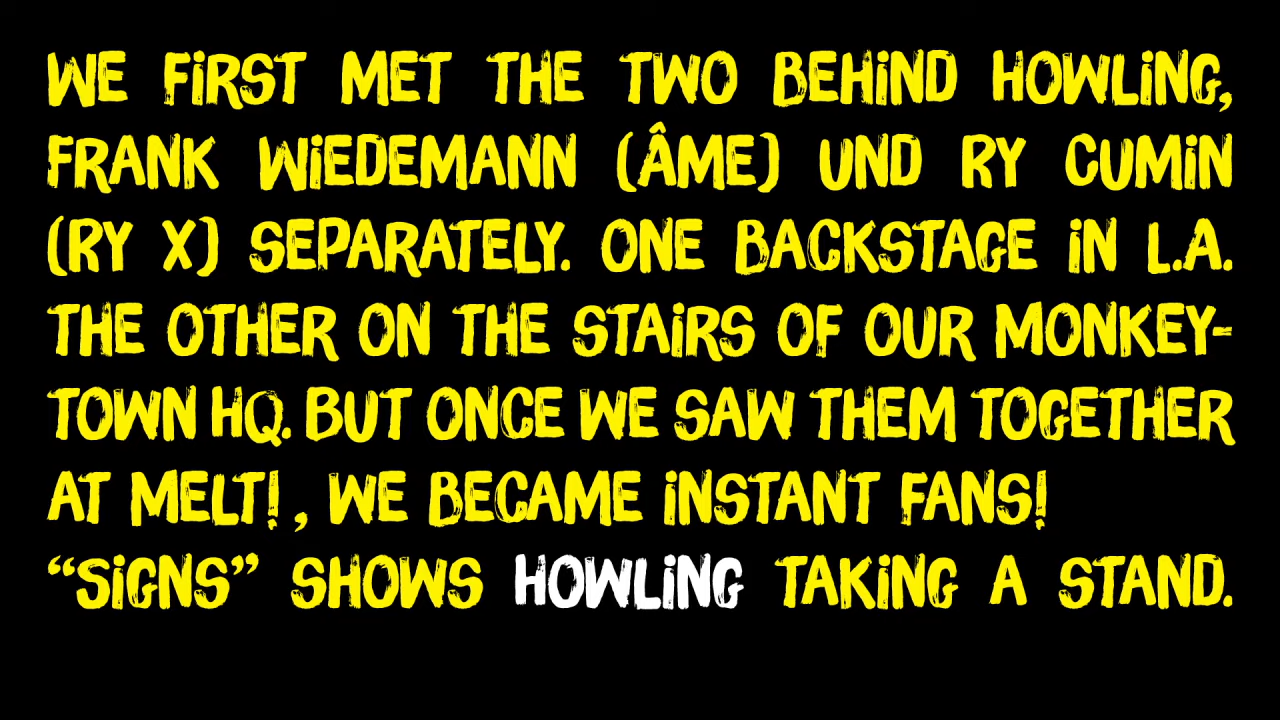 WE FiRST MET THE TWO BEHiND HOWLiNG,
FRANK WiEDEMANN (ÂME) UND RY CUMiN
(RY X) SEPARATELY. ONE BACKSTAGE iN L.A.
THE OTHER ON THE STAiRS OF OUR MONKEY-
TOWN HQ. BUT ONCE WE SAW THEM TOGETHER
AT MELT! , WE BECAME iNSTANT FANS!
“SiGNS” SHOWS HOWLiNG TAKiNG A STAND.